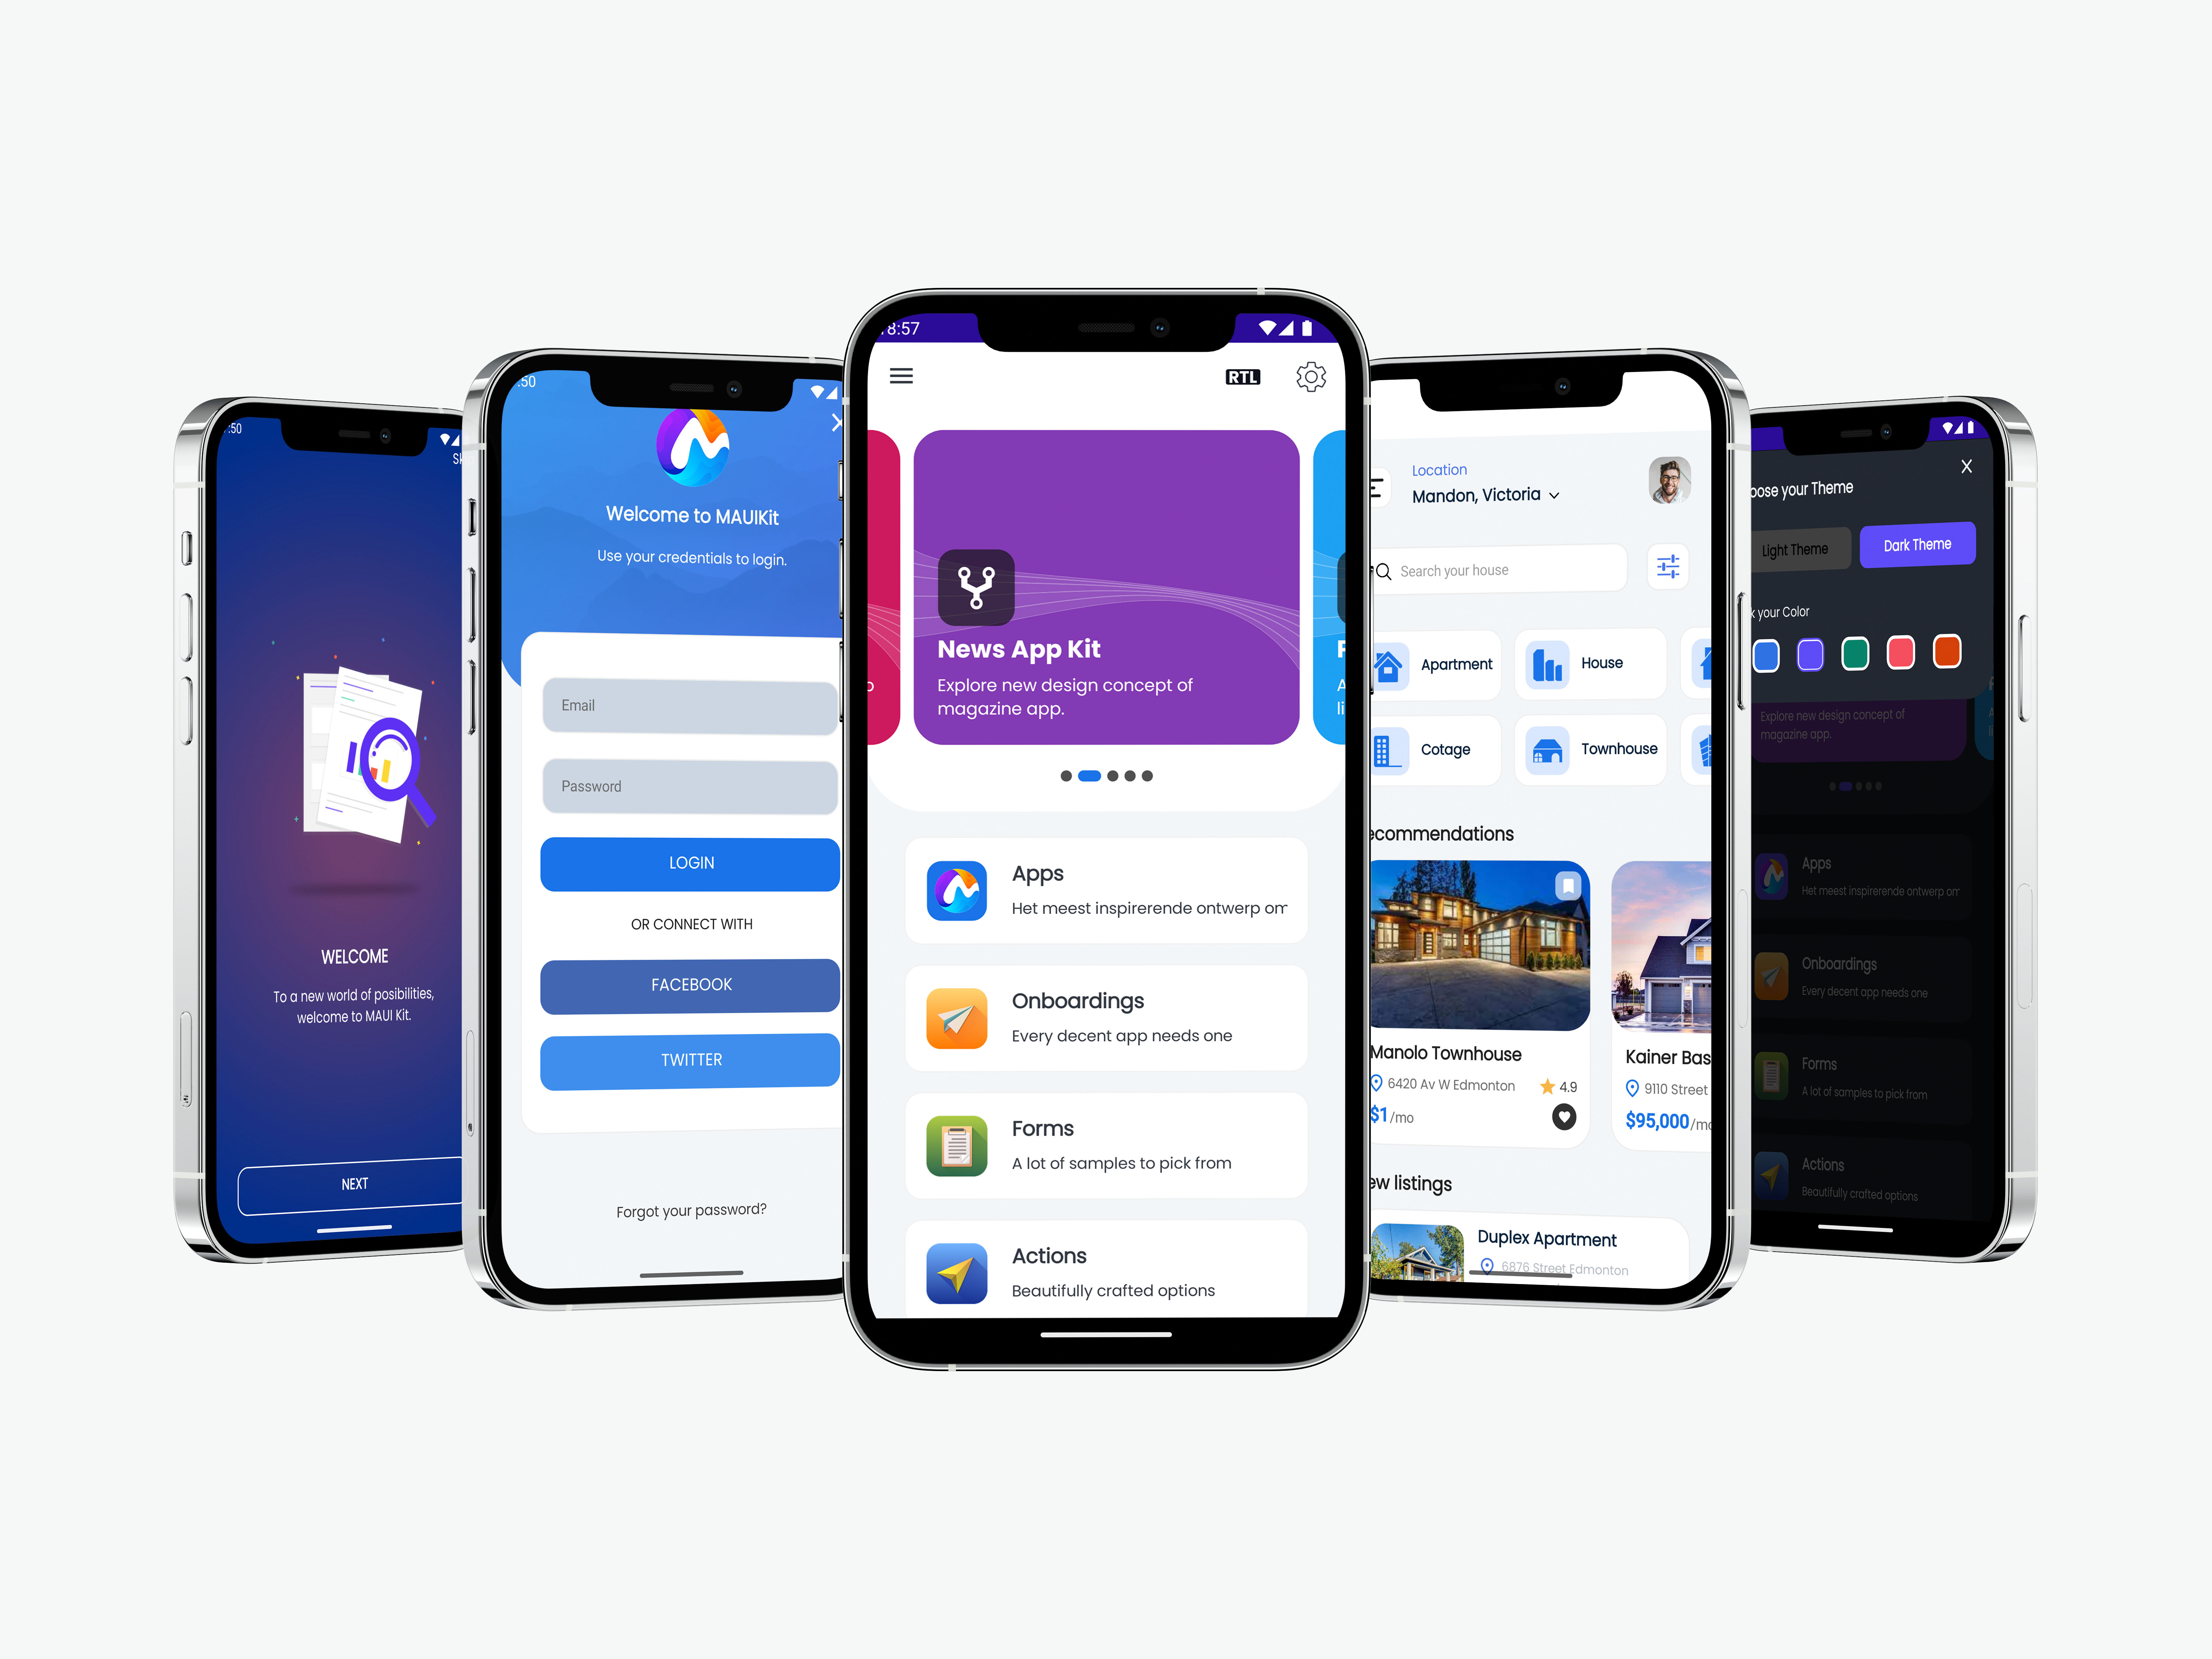 :50
WELCOME
To a new world of posibilities,
welcome to MAUI Kit.
NEXT
:50
Welcome to MAUIKit
Use your credentials to login.
Email
Password
LOGIN
OR CONNECT WITH
FACEBOOK
TWITTER
Forgot your password?
8:57
RTL
News App Kit
Explore new design concept of
magazine app.
Apps
Het meest inspirerende ontwerp om
Onboardings
Every decent app needs one
Forms
A lot of samples to pick from
Actions
Beautifully crafted options
Location
Mandon, Victoria
Search your house
Apartment
House
Cotage
Townhouse
ecommendations
Manolo Townhouse
6420 Av W Edmonton
4.9
$1/mo
Kainer Bas
9110 Street
$95,000/mo
ew listings
Duplex Apartment
6876 Street Edmonton
X
oose your Theme
Light Theme
Dark Theme
k your Color
Explore new design concept of
magazine app.
Apps
Het meest inspirerende ontwerp om
Onboardings
Every decent app needs one
Forms
A lot of samples to pick from
Actions
Beautifully crafted options